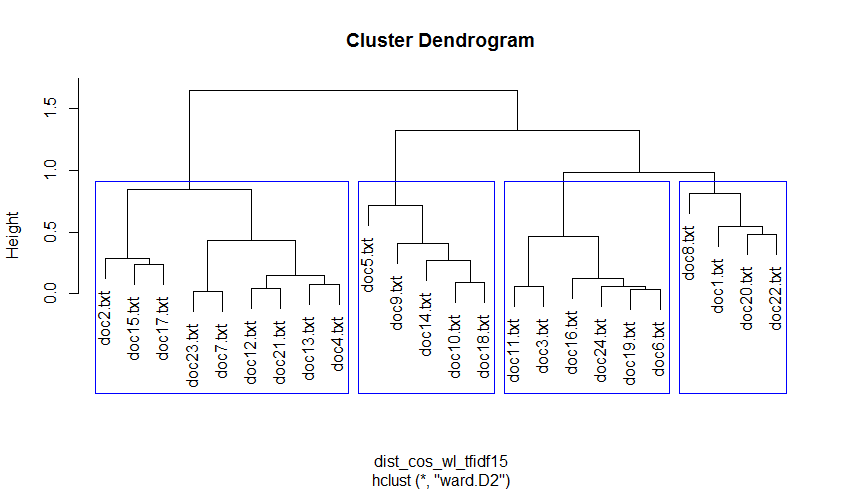 Cluster Dendrogram
Height
0.0
0.5
1.0
1.5
doc2.txt
doc15.txt
doc17.txt
doc23.txt
doc7.txt
doc12.txt
doc21.txt
doc13.txt
doc4.txt
doc5.txt
doc9.txt
doc14.txt
doc10.txt
doc18.txt
doc11.txt
doc3.txt
doc16.txt
doc24.txt
doc19.txt
doc6.txt
doc8.txt
doc1.txt
doc20.txt
doc22.txt
dist_cos_wl_tfidf15
hclust (*, "ward.D2")